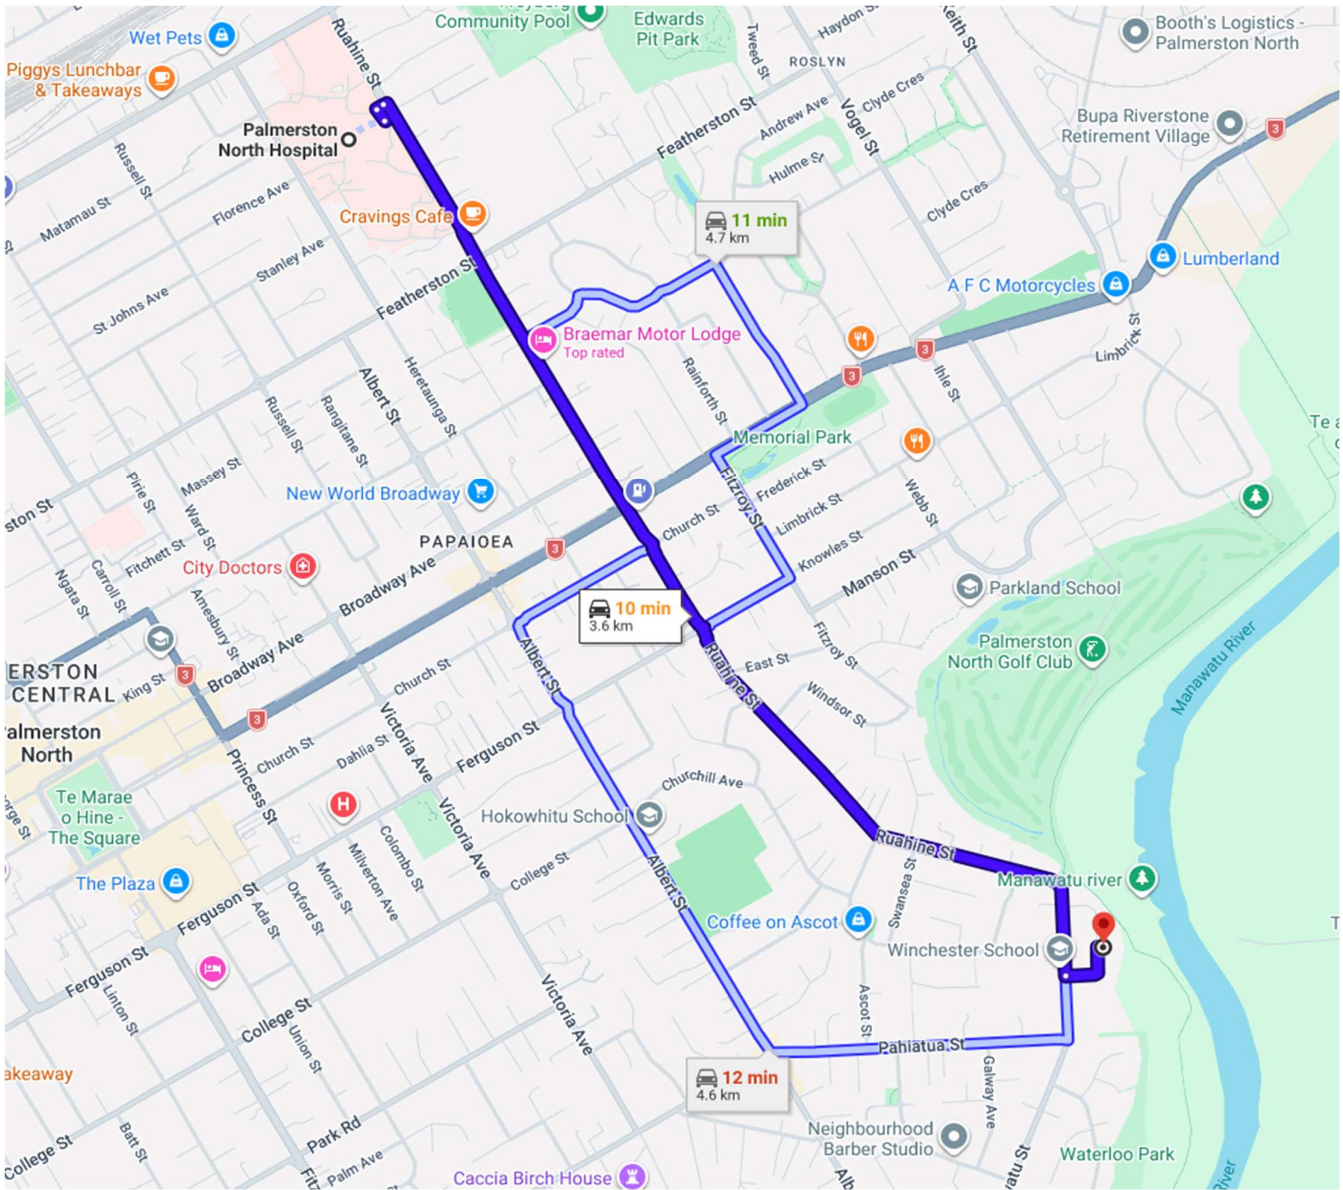 Community Pool
Edwards
Pit Park
Tweed St
Haydon St
Keith St
Booth's Logistics -
Palmerston North
Wet Pets
Ruahine St
ROSLYN
Piggys Lunchbar
& Takeaways
Clyde Cres
Vogel St
Andrew Ave
Featherston St
Bupa Riverstone
Retirement Village
3
Palmerston
North Hospital
Hulme St
Russell St
Florence Ave
Matamau St
Cravings Cafe
Clyde Cres
11 min
4.7 km
Stanley Ave
Lumberland
Featherston St
A F C Motorcycles
St Johns Ave
Braemar Motor Lodge
Top rated
Limbrick St
3
3
Ihle St
Rainforth St
Heretaunga St
Albert St
Rangitane St
Russell St
Memorial Park
Te
Massey St
Pirie St
New World Broadway
Frederick St
Webb St
Fitzroy St
Limbrick St
Church St
ston St
Ward St
PAPAIOEA
3
Knowles St
Manson St
Fitchett St
City Doctors
Broadway Ave
Parkland School
Ngata St
Carroll St
Amesbury St
10 min
3.6 km
Fitzroy St
Palmerston
North Golf Club
Manawatu River
ERSTON
CENTRAL
3
King St
Broadway Ave
Church St
Albert St
Ruahine St
East St
Windsor St
3
almerston
North
Church St
Dahlia St
Victoria Ave
Ferguson St
Princess St
Churchill Ave
Te Marae
o Hine -
The Square
orge St
H
Hokowhitu School
Victoria Ave
Ruahine St
Colombo St
Milverton Ave
Morris St
College St
Albert St
Swansea St
Manawatu river
The Plaza
Oxford St
Ada St
Ferguson St
Coffee on Ascot
Winchester School
Ferguson St
Linton St
College St
Union St
Victoria Ave
Ascot St
Pahiatua St
akeaway
12 min
4.6 km
Galway Ave
Batt St
Park Rd
Neighbourhood
Barber Studio
College St
Palm Ave
Waterloo Park
Caccia Birch House
Alb
atu St
River